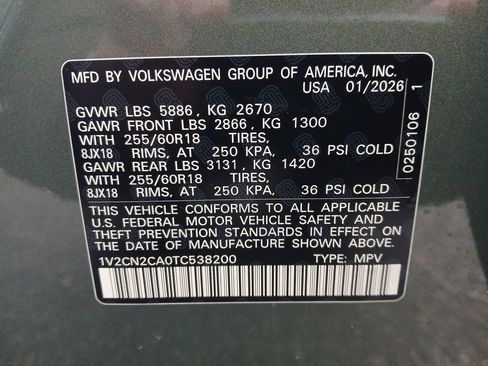 MFD BY VOLKSWAGEN GROUP OF AMERICA, INC.
USA 01/2026
GVWR LBS 5886, KG 2670
GAWR FRONT LBS 2866, KG 1300
WITH 255/60R18 TIRES,
8JX18 RIMS, AT 250 KPA, 36 PSI COLD
GAWR REAR LBS 3131, KG 1420
WITH 255/60R18 TIRES,
8JX18 RIMS, AT 250 KPA, 36 PSI COLD
THIS VEHICLE CONFORMS TO ALL APPLICABLE
U.S. FEDERAL MOTOR VEHICLE SAFETY AND
THEFT PREVENTION STANDARDS IN EFFECT ON
THE DATE OF MANUFACTURE SHOWN ABOVE.
1V2CN2CA0TC538200 TYPE: MPV
0260106 1